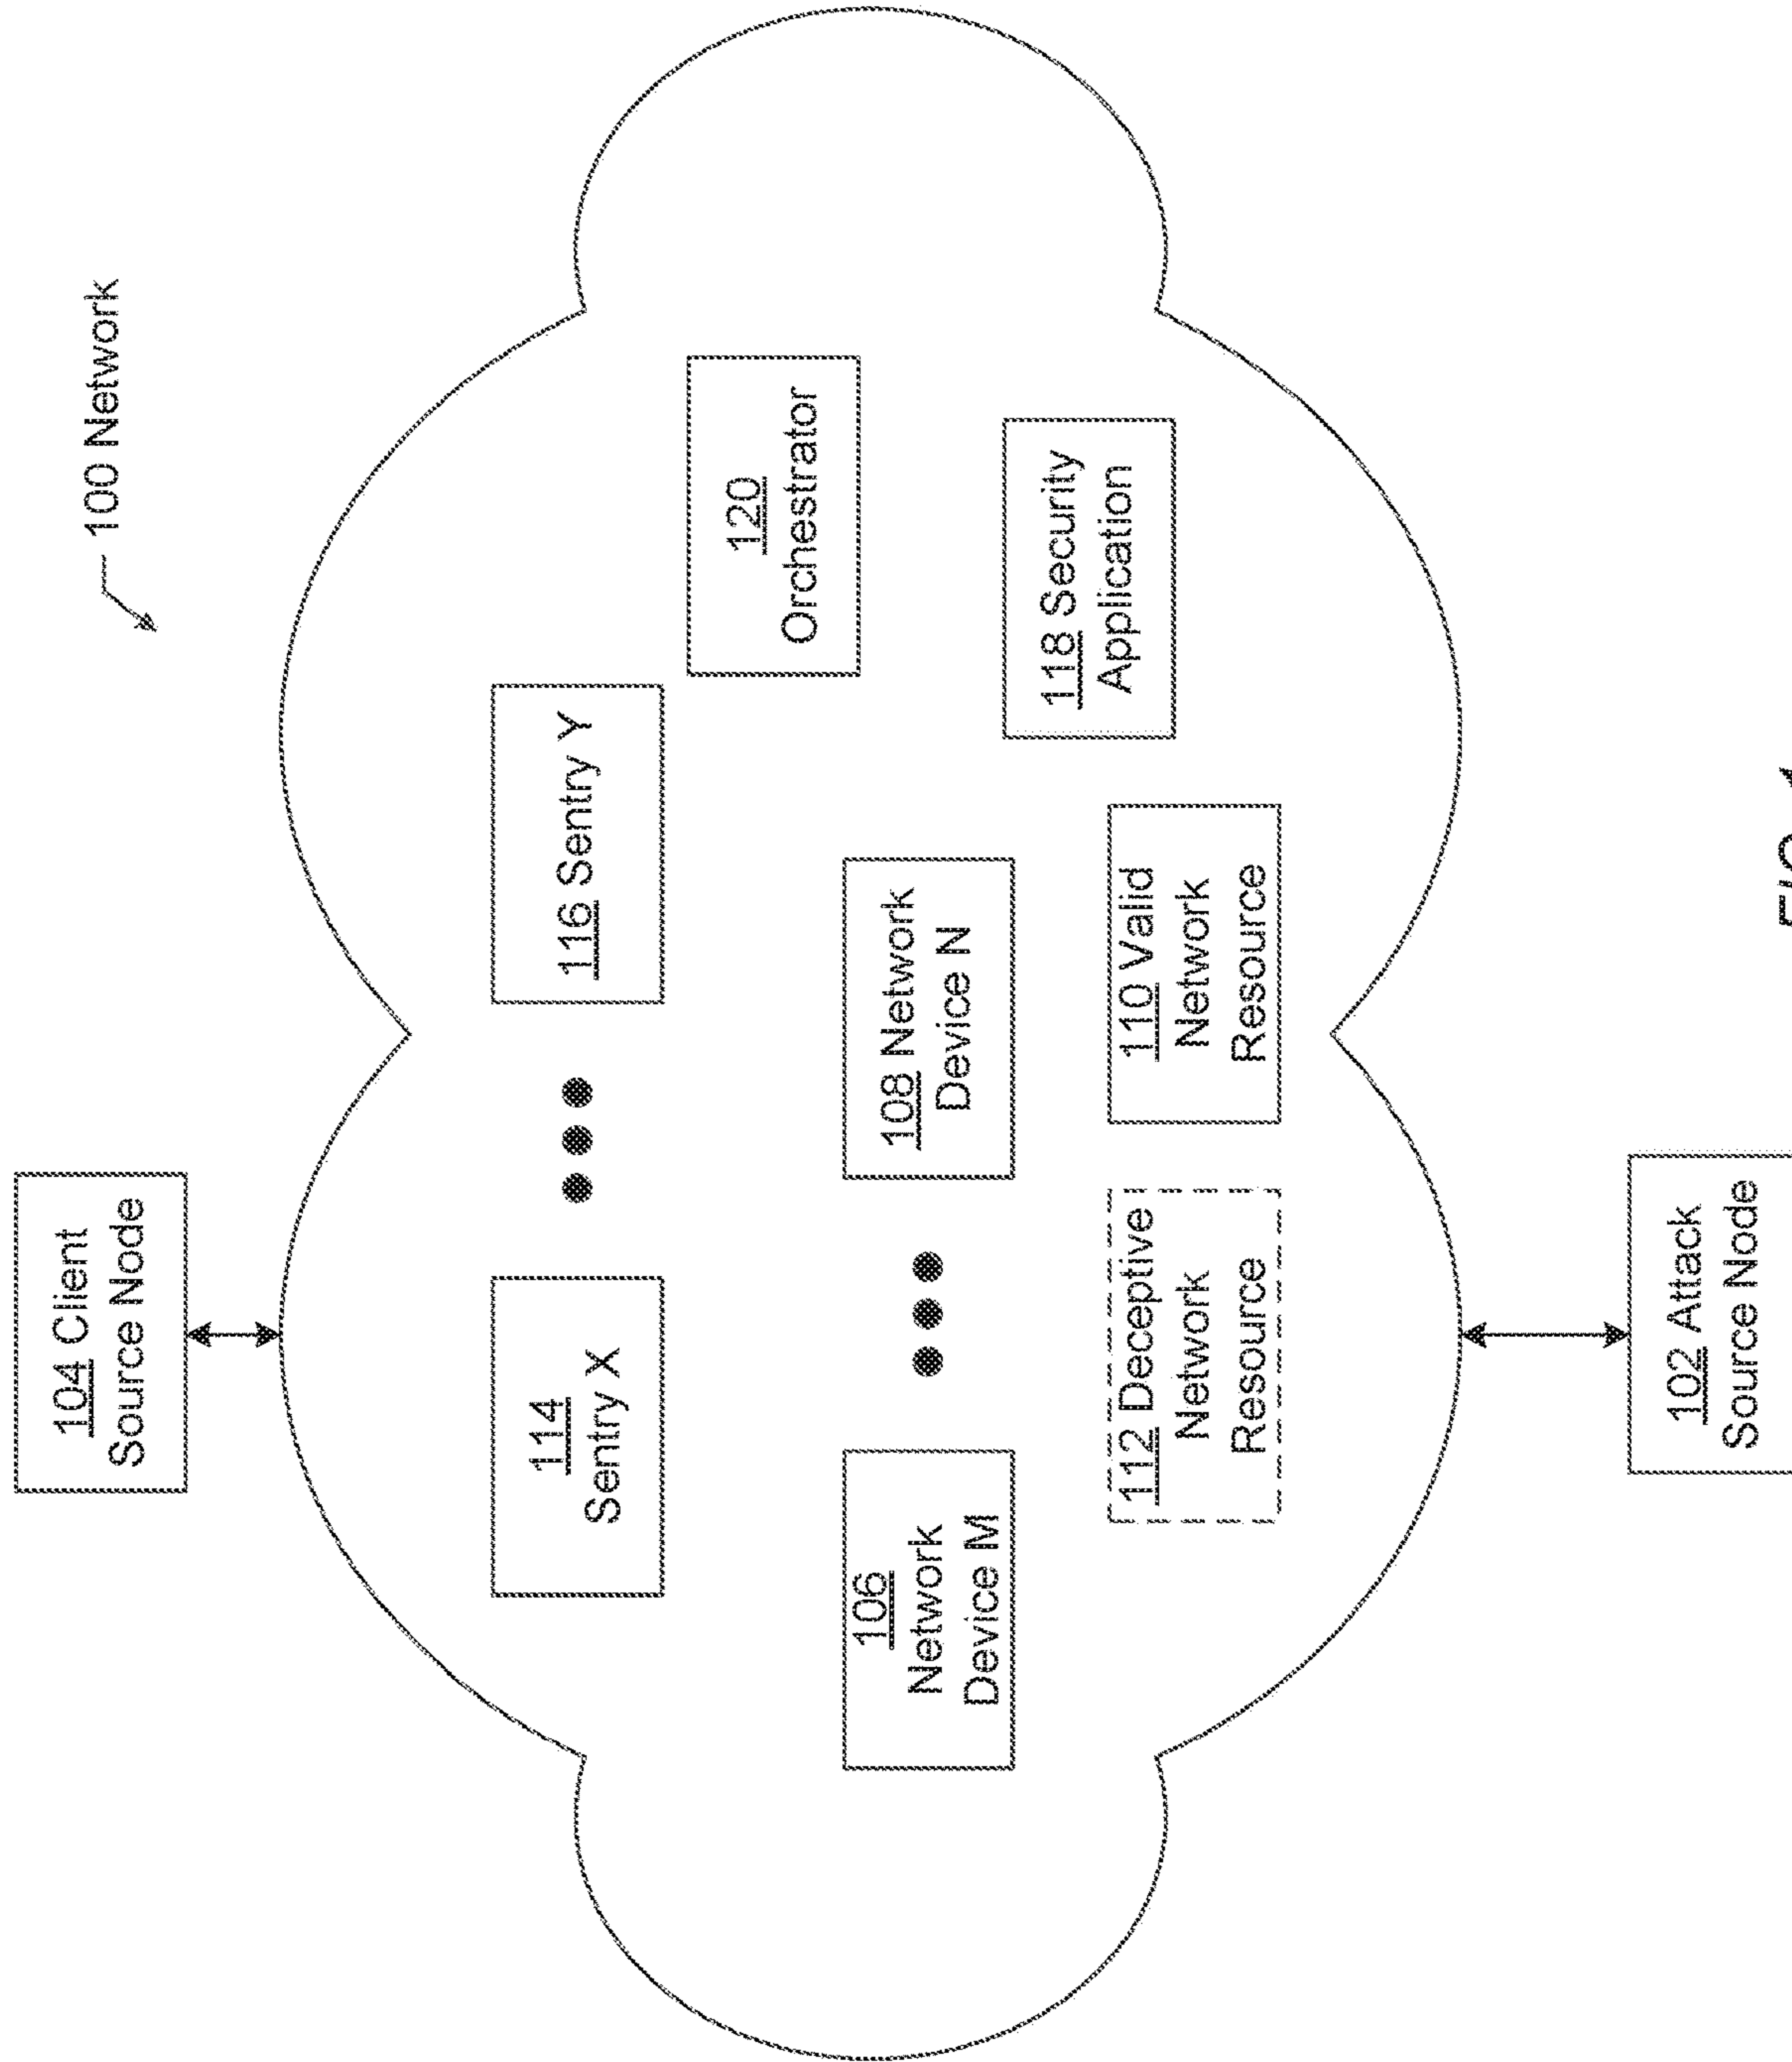 100 Network
104 Client
Source Node
114
Sentry X
116 Sentry Y
120
Orchestrator
106
Network
Device M
108 Network
Device N
118 Security
Application
112 Deceptive
Network
Resource
110 Valid
Network
Resource
102 Attack
Source Node